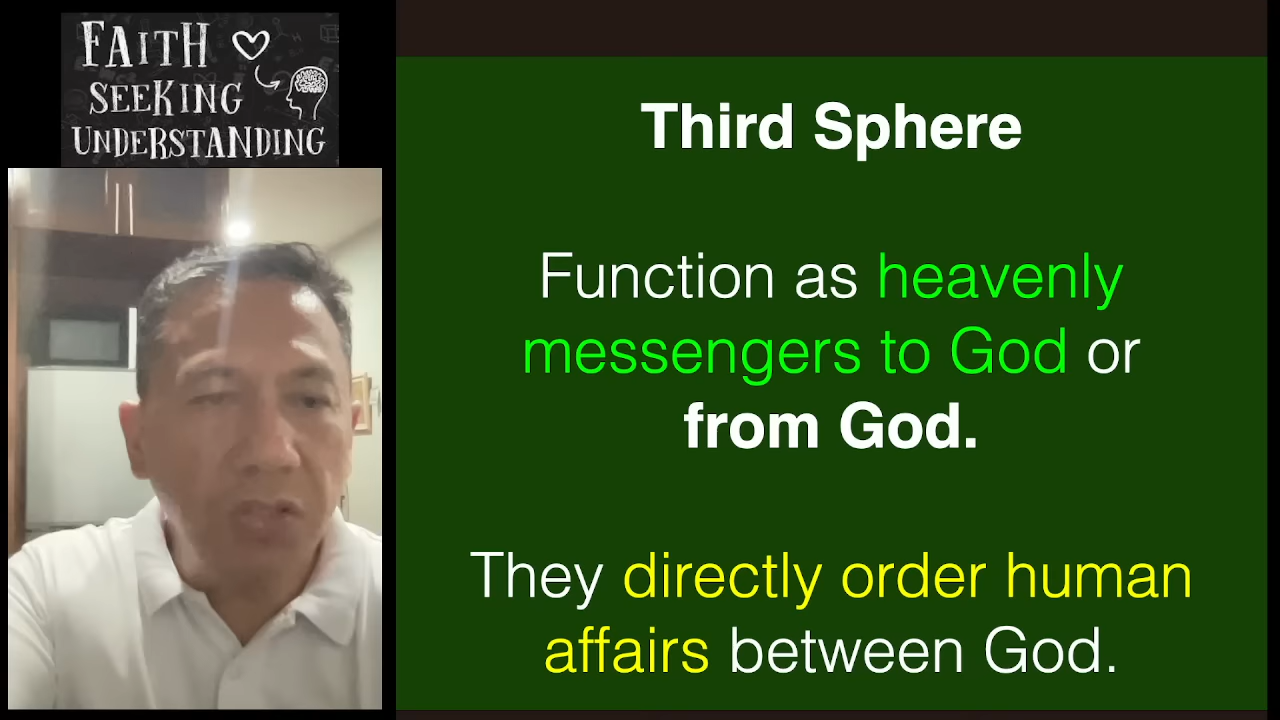 FAITH
SEEKING
UNDERSTANDING
Third Sphere
Function as heavenly
messengers to God or
from God.
They directly order human
affairs between God.